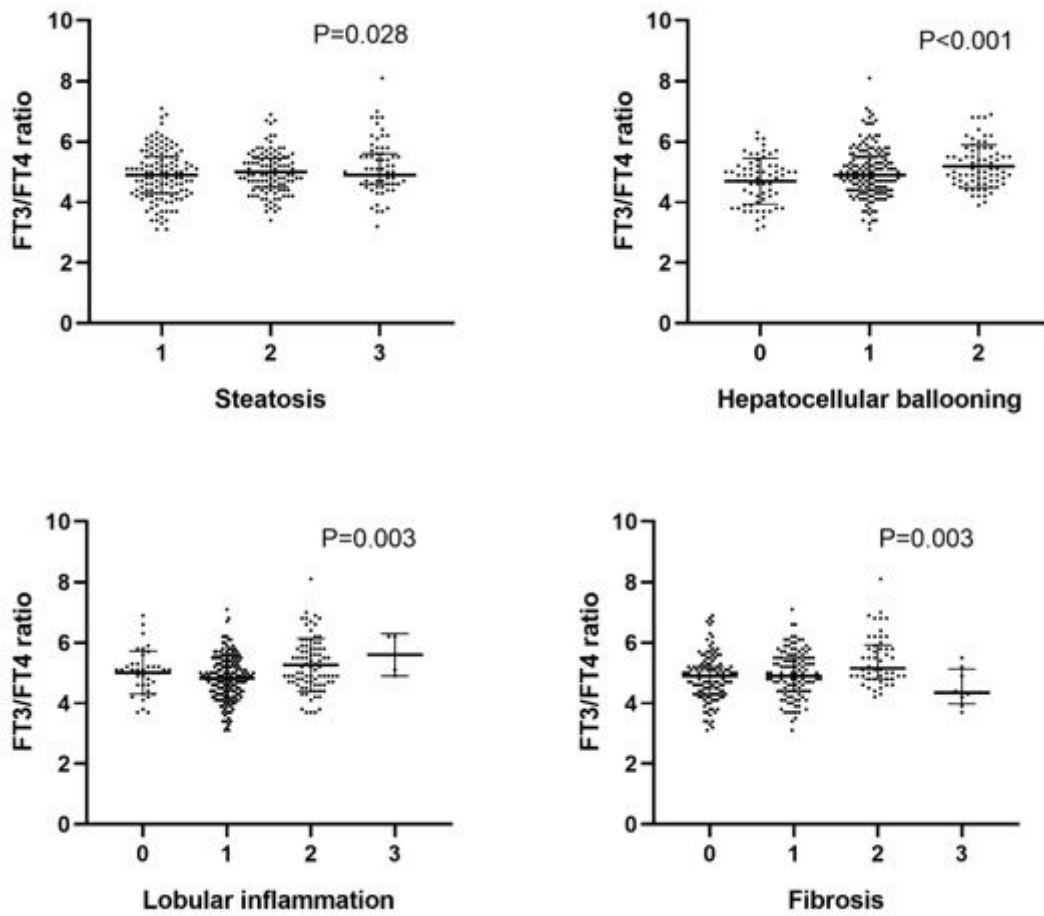 10
8
6
4
2
0
FT3/FT4 ratio
P=0.028
1 2 3
Steatosis
10
8
6
4
2
0
FT3/FT4 ratio
P<0.001
0 1 2
Hepatocellular ballooning
10
8
6
4
2
0
FT3/FT4 ratio
P=0.003
0 1 2 3
Lobular inflammation
10
8
6
4
2
0
FT3/FT4 ratio
P=0.003
0 1 2 3
Fibrosis